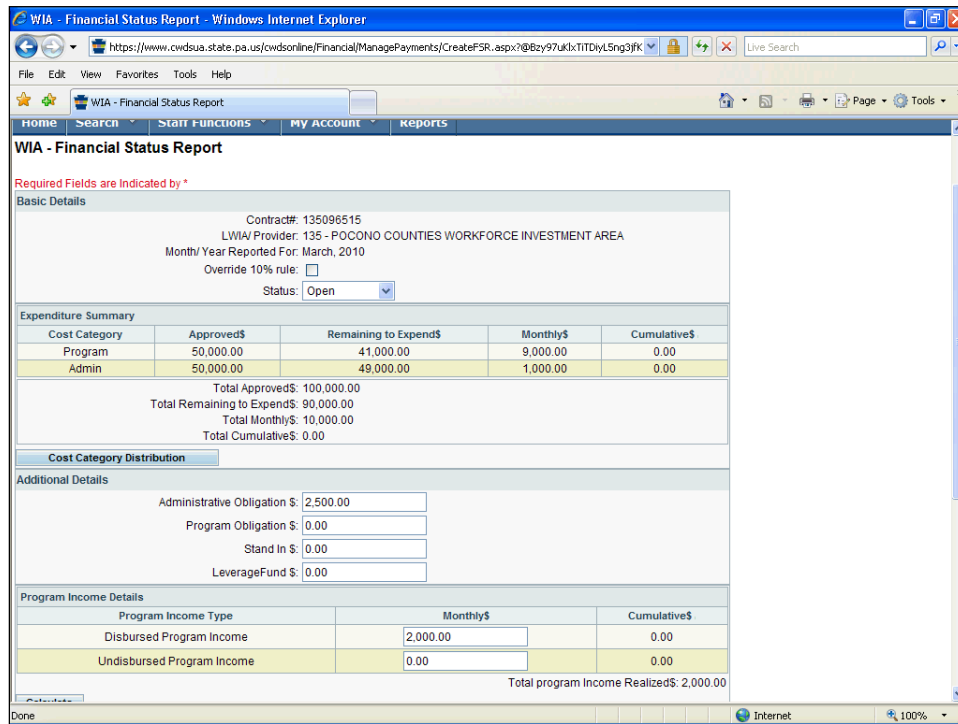 WIA - Financial Status Report - Windows Internet Explorer
https://www.cwdsua.state.pa.us/cwdsonline/Financial/ManagePayments/CreateFSR.aspx?@Bzy97uKlxTiTDiyL5ng3jfK
Live Search
File Edit View Favorites Tools Help
WIA - Financial Status Report
Page Tools
Home Search Staff Functions My Account Reports
WIA - Financial Status Report
Required Fields are Indicated by *
Basic Details
Contract#: 135096515
LWIA/ Provider: 135 - POCONO COUNTIES WORKFORCE INVESTMENT AREA
Month/ Year Reported For: March, 2010
Override 10% rule:
Status: Open
Expenditure Summary
Cost Category Approved$ Remaining to Expend$ Monthly$ Cumulative$
Program 50,000.00 41,000.00 9,000.00 0.00
Admin 50,000.00 49,000.00 1,000.00 0.00
Total Approved$: 100,000.00
Total Remaining to Expend$: 90,000.00
Total Monthly$: 10,000.00
Total Cumulative$: 0.00
Cost Category Distribution
Additional Details
Administrative Obligation $: 2,500.00
Program Obligation $: 0.00
Stand In $: 0.00
LeverageFund $: 0.00
Program Income Details
Program Income Type Monthly$ Cumulative$
Disbursed Program Income 2,000.00 0.00
Undisbursed Program Income 0.00 0.00
Total program Income Realized$: 2,000.00
Calculate
Done Internet 100%